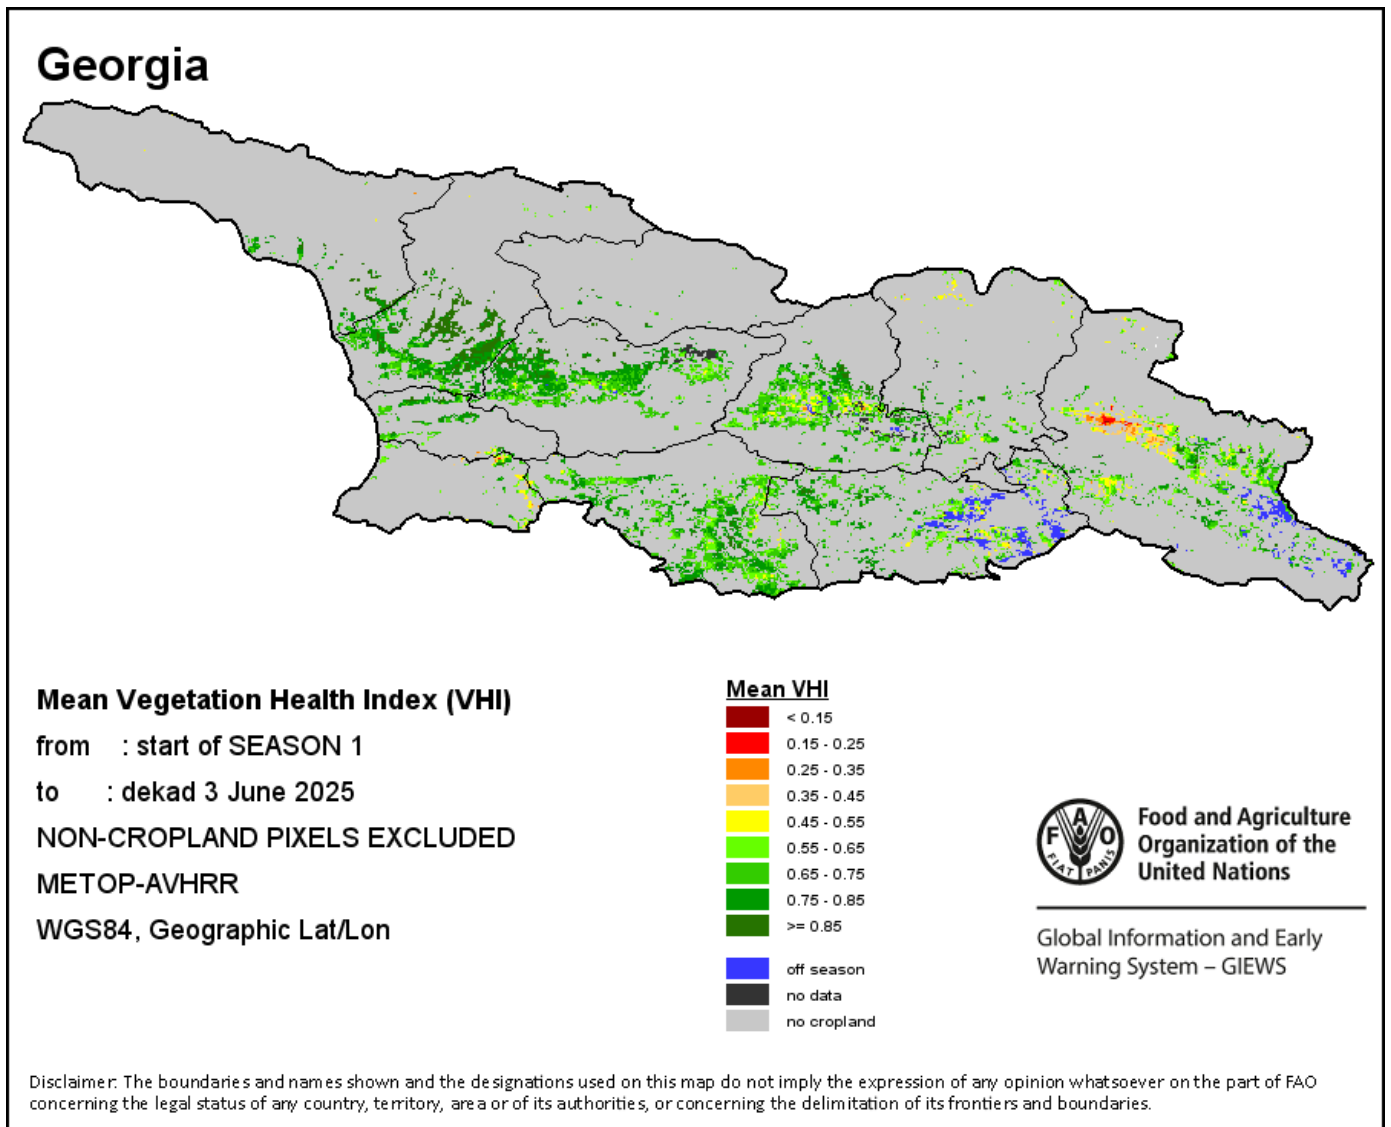 Georgia
Mean Vegetation Health Index (VHI)
from : start of SEASON 1
to : dekad 3 June 2025
NON-CROPLAND PIXELS EXCLUDED
METOP-AVHRR
WGS84, Geographic Lat/Lon
Mean VHI
< 0.15
0.15 - 0.25
0.25 - 0.35
0.35 - 0.45
0.45 - 0.55
0.55 - 0.65
0.65 - 0.75
0.75 - 0.85
>= 0.85
off season
no data
no cropland
F A O
FIAT PANIS
Food and Agriculture
Organization of the
United Nations
Global Information and Early
Warning System – GIEWS
Disclaimer: The boundaries and names shown and the designations used on this map do not imply the expression of any opinion whatsoever on the part of FAO
concerning the legal status of any country, territory, area or of its authorities, or concerning the delimitation of its frontiers and boundaries.